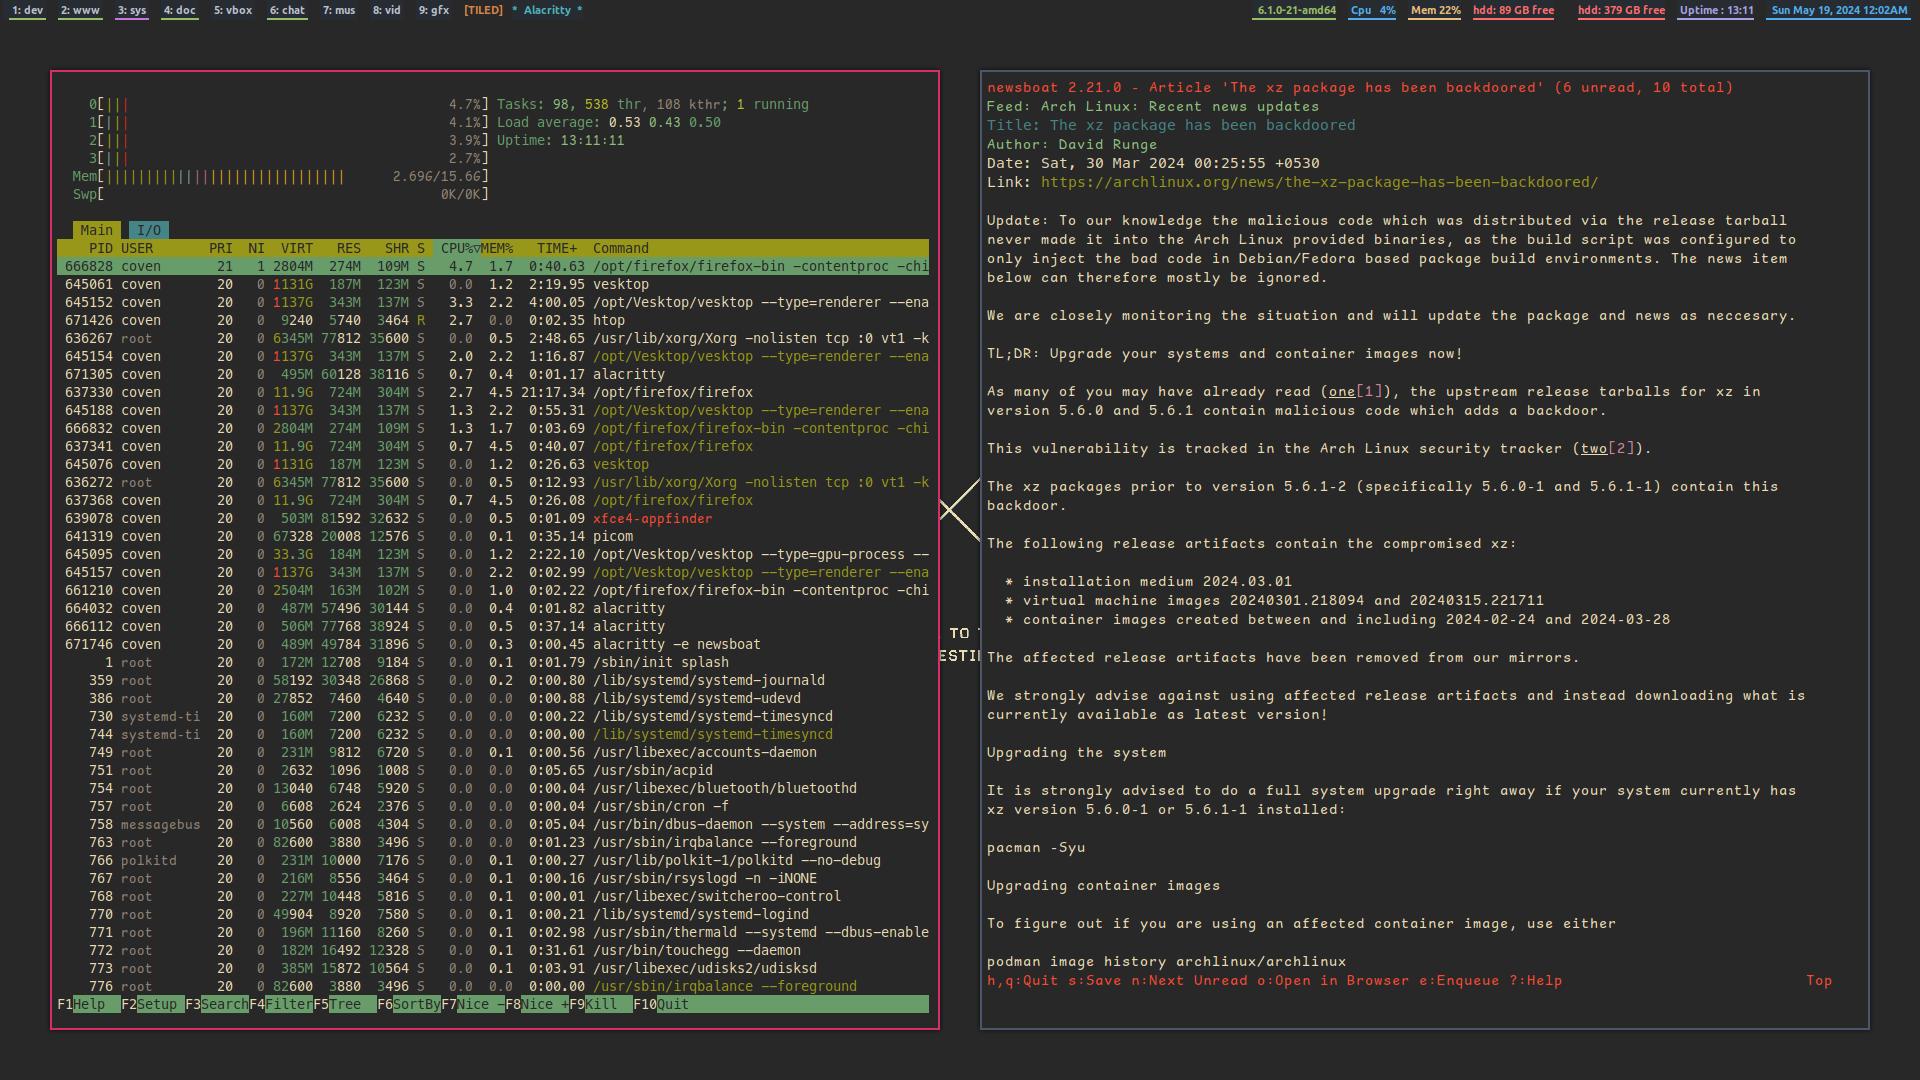 1: dev 2: www 3: sys 4: doc 5: vbox 6: chat 7: mus 8: vid 9: gfx [TILED] * Alacritty * 6.1.0-21-amd64 Cpu 4% Mem 22% hdd: 89 GB free hdd: 379 GB free Uptime : 13:11 Sun May 19, 2024 12:02AM
0[||| 4.7%] Tasks: 98, 538 thr, 108 kthr; 1 running
1[||| 4.1%] Load average: 0.53 0.43 0.50
2[||| 3.9%] Uptime: 13:11:11
3[||| 2.7%]
Mem[|||||||||||||||||||||||||||||| 2.69G/15.6G]
Swp[ 0K/0K]
Main I/O
PID USER PRI NI VIRT RES SHR S CPU%▽MEM% TIME+ Command
666828 coven 21 1 2804M 274M 109M S 4.7 1.7 0:40.63 /opt/firefox/firefox-bin -contentproc -chi
645061 coven 20 0 1131G 187M 123M S 0.0 1.2 2:19.95 vesktop
645152 coven 20 0 1137G 343M 137M S 3.3 2.2 4:00.05 /opt/Vesktop/vesktop --type=renderer --ena
671426 coven 20 0 9240 5740 3464 R 2.7 0.0 0:02.35 htop
636267 root 20 0 6345M 77812 35600 S 0.0 0.5 2:48.65 /usr/lib/xorg/Xorg -nolisten tcp :0 vt1 -k
645154 coven 20 0 1137G 343M 137M S 2.0 2.2 1:16.87 /opt/Vesktop/vesktop --type=renderer --ena
671305 coven 20 0 495M 60128 38116 S 0.7 0.4 0:01.17 alacritty
637330 coven 20 0 11.9G 724M 304M S 2.7 4.5 21:17.34 /opt/firefox/firefox
645188 coven 20 0 1137G 343M 137M S 1.3 2.2 0:55.31 /opt/Vesktop/vesktop --type=renderer --ena
666832 coven 20 0 2804M 274M 109M S 1.3 1.7 0:03.69 /opt/firefox/firefox-bin -contentproc -chi
637341 coven 20 0 11.9G 724M 304M S 0.7 4.5 0:40.07 /opt/firefox/firefox
645076 coven 20 0 1131G 187M 123M S 0.0 1.2 0:26.63 vesktop
636272 root 20 0 6345M 77812 35600 S 0.0 0.5 0:12.93 /usr/lib/xorg/Xorg -nolisten tcp :0 vt1 -k
637368 coven 20 0 11.9G 724M 304M S 0.7 4.5 0:26.08 /opt/firefox/firefox
639078 coven 20 0 503M 81592 32632 S 0.0 0.5 0:01.09 xfce4-appfinder
641319 coven 20 0 67328 20008 12576 S 0.0 0.1 0:35.14 picom
645095 coven 20 0 33.3G 184M 123M S 0.0 1.2 2:22.10 /opt/Vesktop/vesktop --type=gpu-process --
645157 coven 20 0 1137G 343M 137M S 0.0 2.2 0:02.99 /opt/Vesktop/vesktop --type=renderer --ena
661210 coven 20 0 2504M 163M 102M S 0.0 1.0 0:02.22 /opt/firefox/firefox-bin -contentproc -chi
664032 coven 20 0 487M 57496 30144 S 0.0 0.4 0:01.82 alacritty
666112 coven 20 0 506M 77768 38924 S 0.0 0.5 0:37.14 alacritty
671746 coven 20 0 489M 49784 31896 S 0.0 0.3 0:00.45 alacritty -e newsboat
1 root 20 0 172M 12708 9184 S 0.0 0.1 0:01.79 /sbin/init splash
359 root 20 0 58192 30348 26868 S 0.0 0.2 0:00.80 /lib/systemd/systemd-journald
386 root 20 0 27852 7460 4640 S 0.0 0.0 0:00.88 /lib/systemd/systemd-udevd
730 systemd-ti 20 0 160M 7200 6232 S 0.0 0.0 0:00.22 /lib/systemd/systemd-timesyncd
744 systemd-ti 20 0 160M 7200 6232 S 0.0 0.0 0:00.00 /lib/systemd/systemd-timesyncd
749 root 20 0 231M 9812 6720 S 0.0 0.1 0:00.56 /usr/libexec/accounts-daemon
751 root 20 0 2632 1096 1008 S 0.0 0.0 0:05.65 /usr/sbin/acpid
754 root 20 0 13040 6748 5920 S 0.0 0.0 0:00.08 /usr/libexec/bluetooth/bluetoothd
757 root 20 0 6608 2624 2376 S 0.0 0.0 0:00.08 /usr/sbin/cron -f
758 messagebus 20 0 10560 6008 4304 S 0.0 0.0 0:05.04 /usr/bin/dbus-daemon --system --address=sy
763 root 20 0 82600 3880 3496 S 0.0 0.0 0:01.23 /usr/sbin/irqbalance --foreground
766 polkitd 20 0 231M 10000 7176 S 0.0 0.1 0:00.27 /usr/lib/polkit-1/polkitd --no-debug
767 root 20 0 216M 8556 3464 S 0.0 0.1 0:00.16 /usr/sbin/rsyslogd -n -iNONE
768 root 20 0 227M 10448 5816 S 0.0 0.1 0:00.01 /usr/libexec/switcheroo-control
770 root 20 0 49904 8920 7580 S 0.0 0.1 0:00.21 /lib/systemd/systemd-logind
771 root 20 0 196M 11160 8260 S 0.0 0.1 0:02.98 /usr/sbin/thermald --systemd --dbus-enable
772 root 20 0 182M 16492 12328 S 0.0 0.1 0:31.61 /usr/bin/touchegg --daemon
773 root 20 0 385M 15872 10564 S 0.0 0.1 0:03.91 /usr/libexec/udisks2/udisksd
776 root 20 0 82600 3880 3496 S 0.0 0.0 0:00.00 /usr/sbin/irqbalance --foreground
F1Help F2Setup F3SearchF4FilterF5Tree F6SortByF7Nice -F8Nice +F9Kill F10Quit
TO
ESTI
newsboat 2.21.0 - Article 'The xz package has been backdoored' (6 unread, 10 total)
Feed: Arch Linux: Recent news updates
Title: The xz package has been backdoored
Author: David Runge
Date: Sat, 30 Mar 2024 00:25:55 +0530
Link: https://archlinux.org/news/the-xz-package-has-been-backdoored/
Update: To our knowledge the malicious code which was distributed via the release tarball
never made it into the Arch Linux provided binaries, as the build script was configured to
only inject the bad code in Debian/Fedora based package build environments. The news item
below can therefore mostly be ignored.
We are closely monitoring the situation and will update the package and news as neccesary.
TL;DR: Upgrade your systems and container images now!
As many of you may have already read (one[1]), the upstream release tarballs for xz in
version 5.6.0 and 5.6.1 contain malicious code which adds a backdoor.
This vulnerability is tracked in the Arch Linux security tracker (two[2]).
The xz packages prior to version 5.6.1-2 (specifically 5.6.0-1 and 5.6.1-1) contain this
backdoor.
The following release artifacts contain the compromised xz:
* installation medium 2024.03.01
* virtual machine images 20240301.218094 and 20240315.221711
* container images created between and including 2024-02-24 and 2024-03-28
The affected release artifacts have been removed from our mirrors.
We strongly advise against using affected release artifacts and instead downloading what is
currently available as latest version!
Upgrading the system
It is strongly advised to do a full system upgrade right away if your system currently has
xz version 5.6.0-1 or 5.6.1-1 installed:
pacman -Syu
Upgrading container images
To figure out if you are using an affected container image, use either
podman image history archlinux/archlinux
h,q:Quit s:Save n:Next Unread o:Open in Browser e:Enqueue ?:Help Top